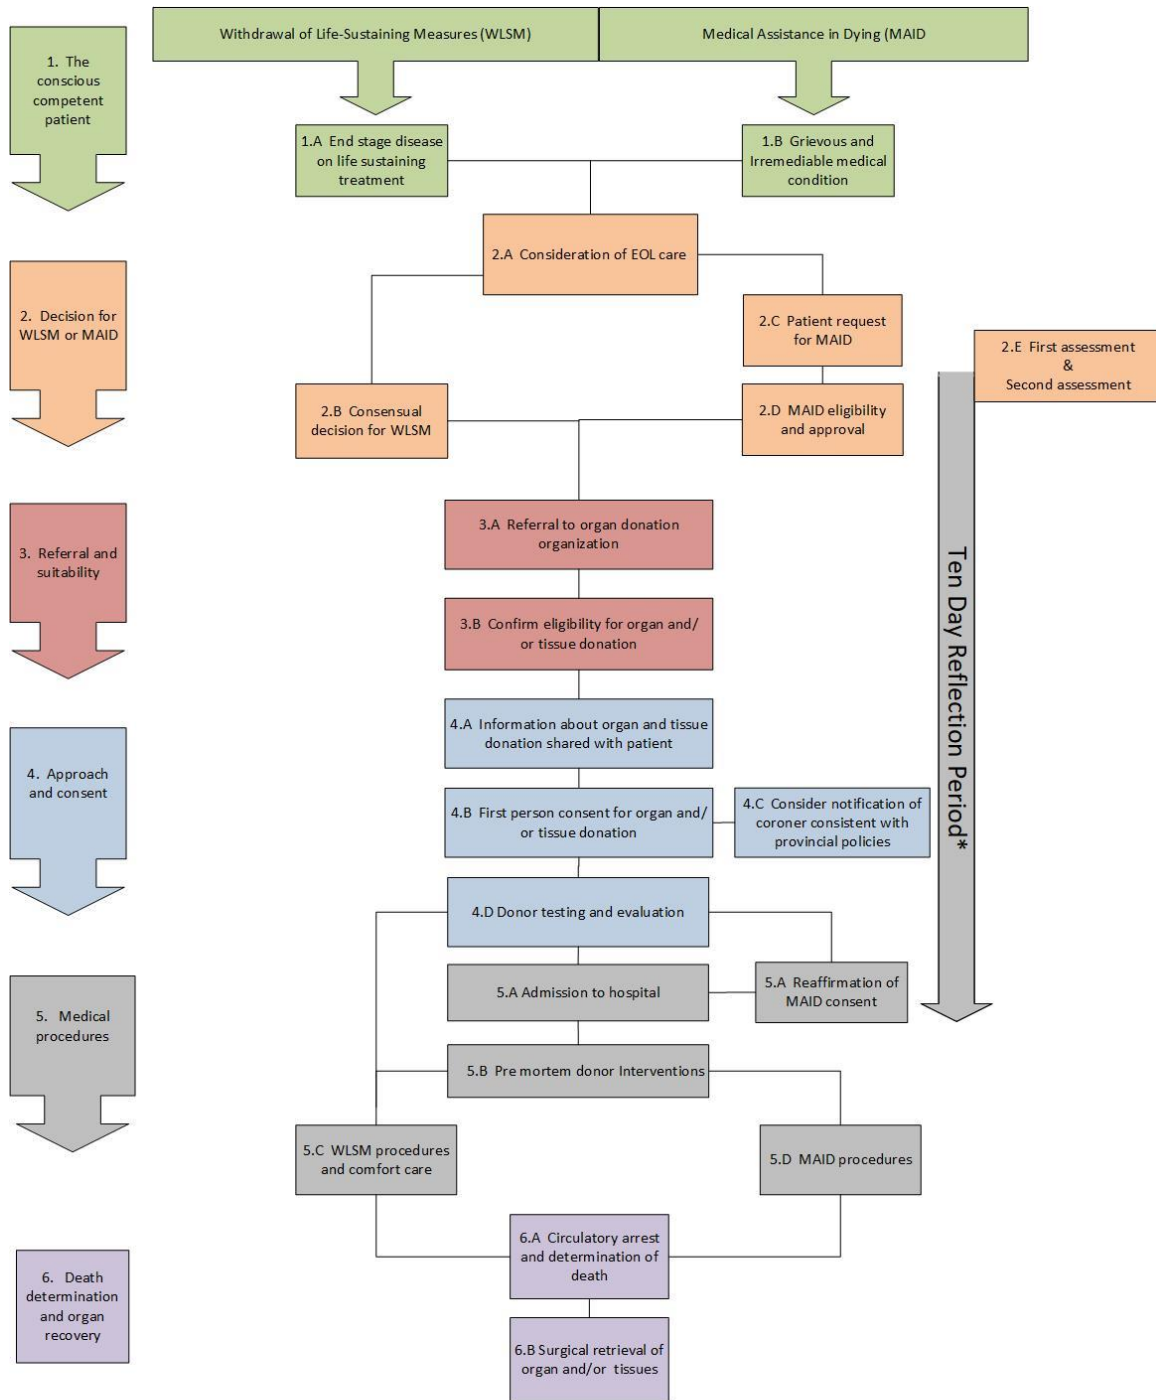 Withdrawal of Life-Sustaining Measures (WLSM)
Medical Assistance in Dying (MAID
1. The
conscious
competent
patient
1.A End stage disease
on life sustaining
treatment
1.B Grievous and
Irremediable medical
condition
2.A Consideration of EOL care
2. Decision for
WLSM or MAID
2.C Patient request
for MAID
2.E First assessment
&
Second assessment
2.B Consensual
decision for WLSM
2.D MAID eligibility
and approval
3. Referral and
suitability
3.A Referral to organ donation
organization
3.B Confirm eligibility for organ and/
or tissue donation
Ten Day Reflection Period*
4. Approach
and consent
4.A Information about organ and tissue
donation shared with patient
4.B First person consent for organ and/
or tissue donation
4.C Consider notification of
coroner consistent with
provincial policies
4.D Donor testing and evaluation
5. Medical
procedures
5.A Admission to hospital
5.A Reaffirmation of
MAID consent
5.B Pre mortem donor Interventions
5.C WLSM procedures
and comfort care
5.D MAID procedures
6. Death
determination
and organ
recovery
6.A Circulatory arrest
and determination of
death
6.B Surgical retrieval of
organ and/or tissues